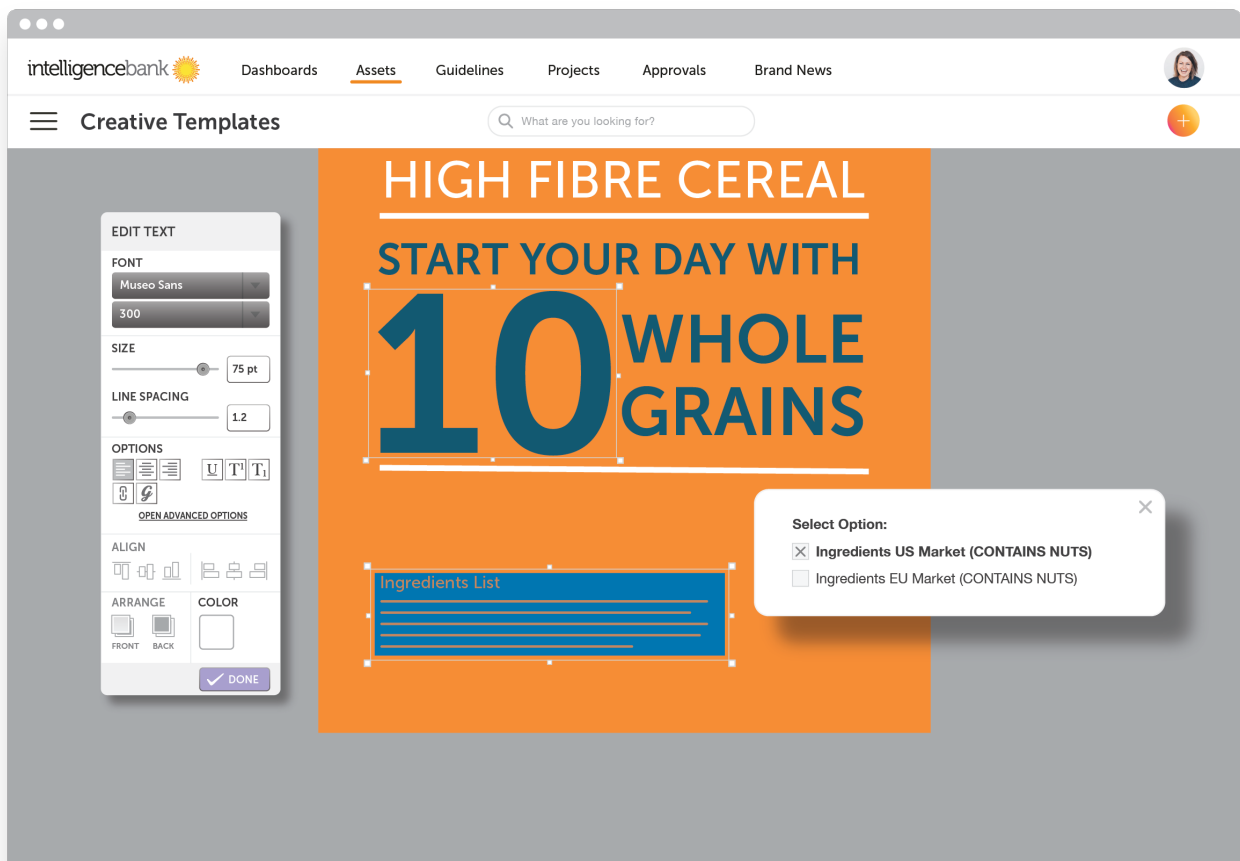 intelligencebank
Dashboards
Assets
Guidelines
Projects
Approvals
Brand News
Creative Templates
What are you looking for?
EDIT TEXT
FONT
Museo Sans
300
SIZE
75 pt
LINE SPACING
1.2
OPTIONS
U T¹ T₁
OPEN ADVANCED OPTIONS
ALIGN
ARRANGE
COLOR
FRONT
BACK
DONE
HIGH FIBRE CEREAL
START YOUR DAY WITH
10 WHOLE
GRAINS
Ingredients List
Select Option:
Ingredients US Market (CONTAINS NUTS)
Ingredients EU Market (CONTAINS NUTS)